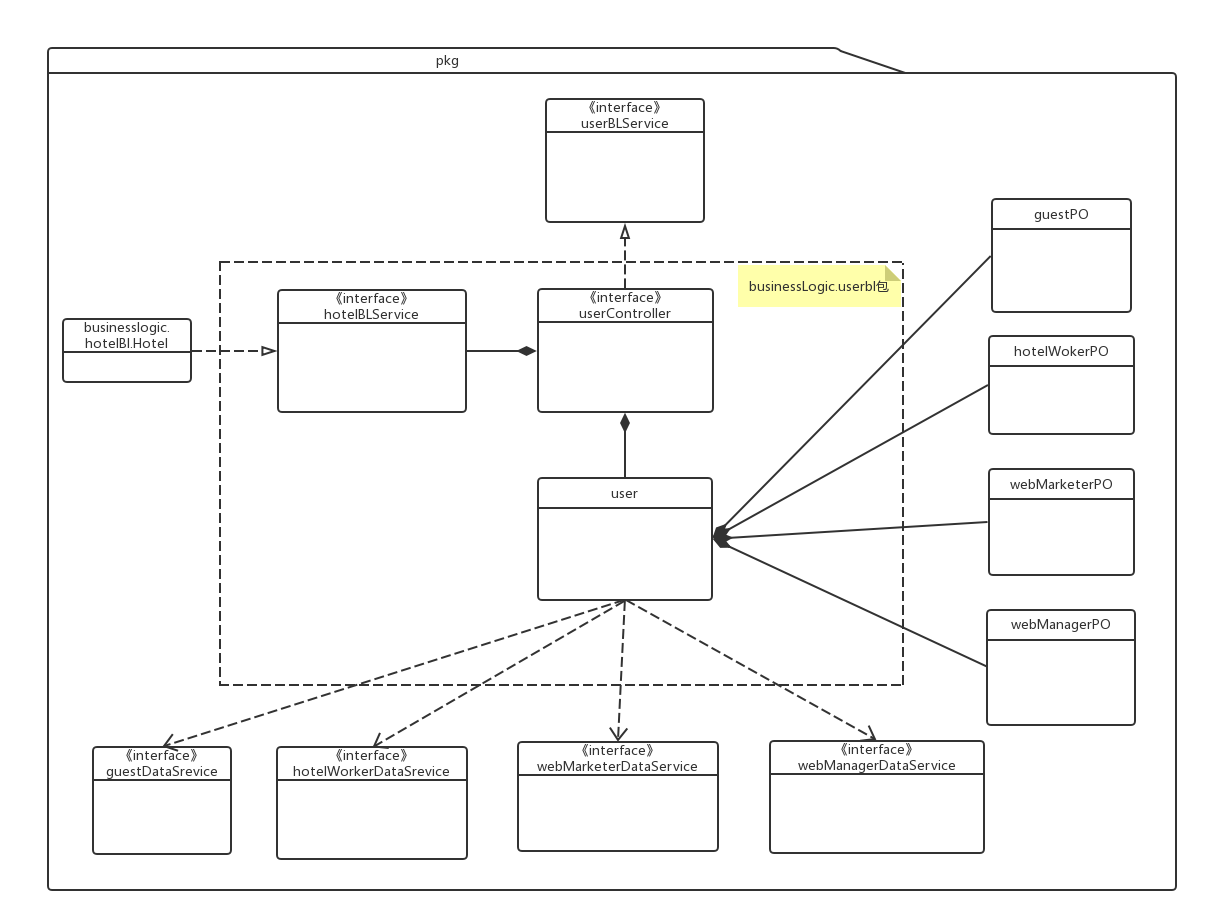 pkg
《interface》
userBLService
guestPO
businessLogic.userbl包
《interface》
hotelBLService
《interface》
userController
businesslogic.
hotelBl.Hotel
hotelWokerPO
user
webMarketerPO
webManagerPO
《interface》
guestDataSrevice
《interface》
hotelWorkerDataSrevice
《interface》
webMarketerDataService
《interface》
webManagerDataService